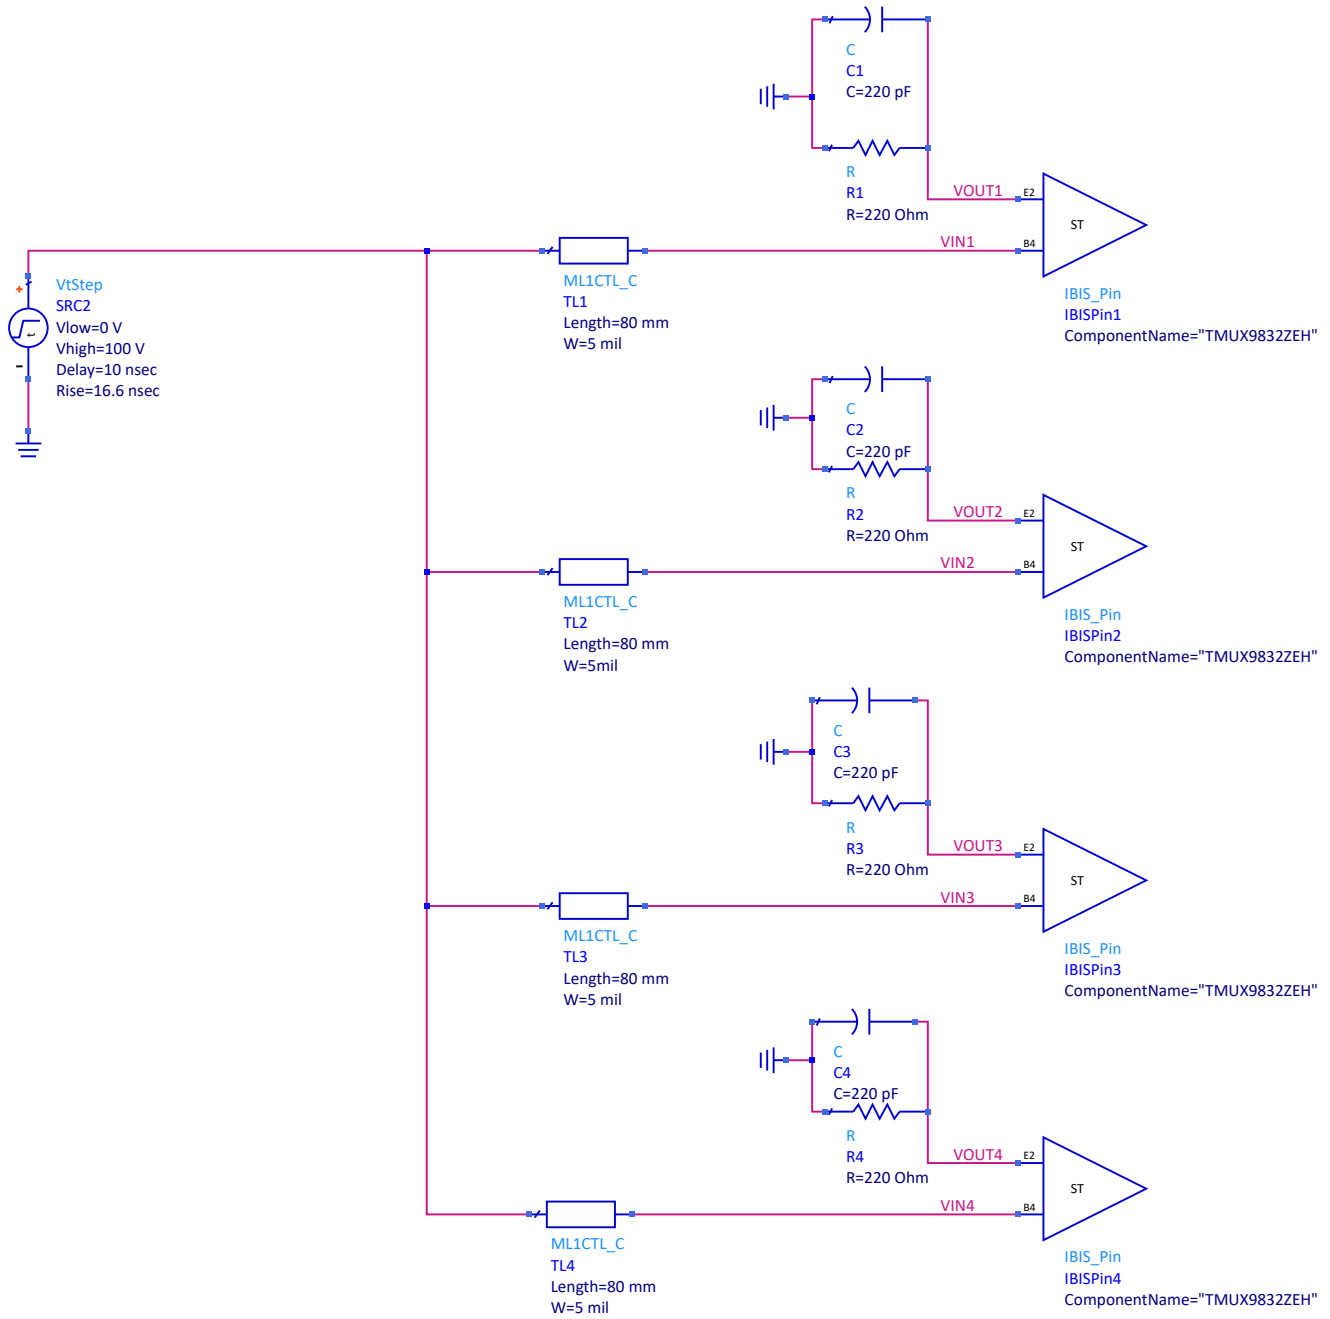 C
C1
C=220 pF
R
R1
R=220 Ohm
VOUT1
E2
ST
VIN1
B4
IBIS_Pin
IBISPin1
ComponentName="TMUX9832ZEH"
ML1CTL_C
TL1
Length=80 mm
W=5 mil
+
VtStep
SRC2
Vlow=0 V
Vhigh=100 V
Delay=10 nsec
Rise=16.6 nsec
t
-
C
C2
C=220 pF
R
R2
R=220 Ohm
VOUT2
E2
ST
VIN2
B4
IBIS_Pin
IBISPin2
ComponentName="TMUX9832ZEH"
ML1CTL_C
TL2
Length=80 mm
W=5mil
C
C3
C=220 pF
R
R3
R=220 Ohm
VOUT3
E2
ST
VIN3
B4
IBIS_Pin
IBISPin3
ComponentName="TMUX9832ZEH"
ML1CTL_C
TL3
Length=80 mm
W=5 mil
C
C4
C=220 pF
R
R4
R=220 Ohm
VOUT4
E2
ST
VIN4
B4
IBIS_Pin
IBISPin4
ComponentName="TMUX9832ZEH"
ML1CTL_C
TL4
Length=80 mm
W=5 mil